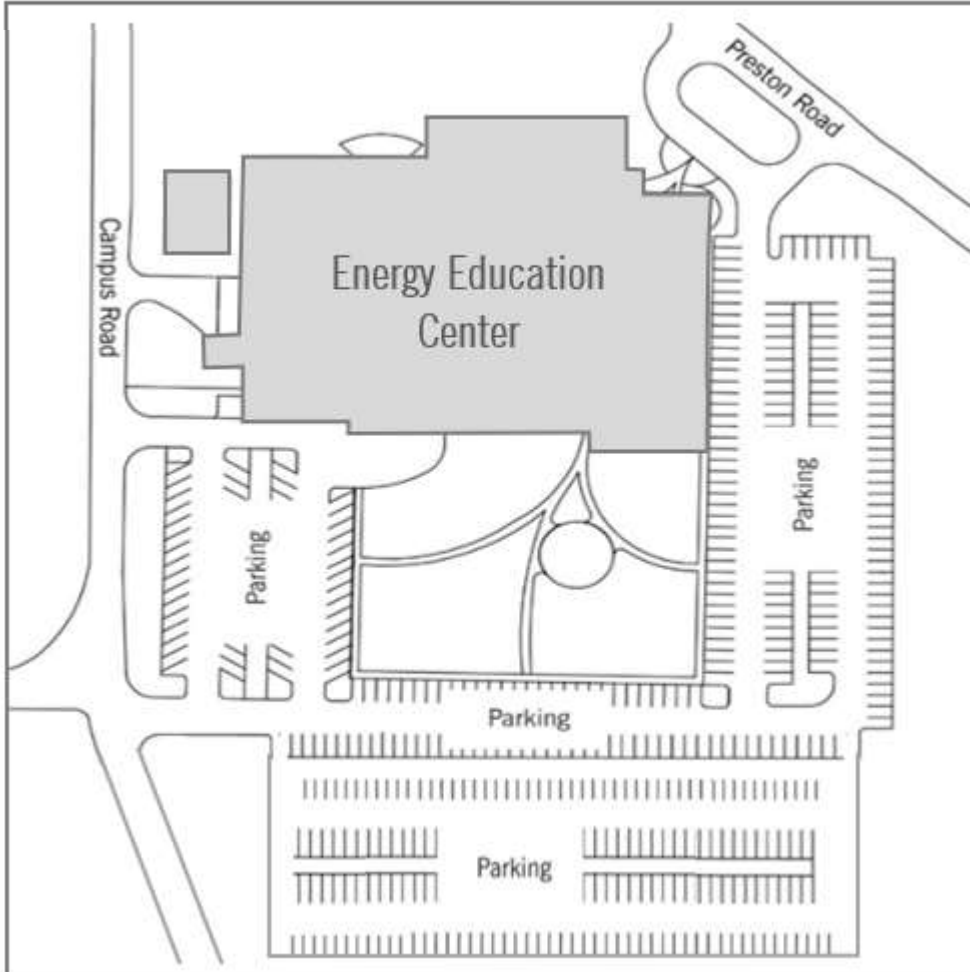 Preston Road
Campus Road
Energy Education
Center
Parking
Parking
Parking
Parking